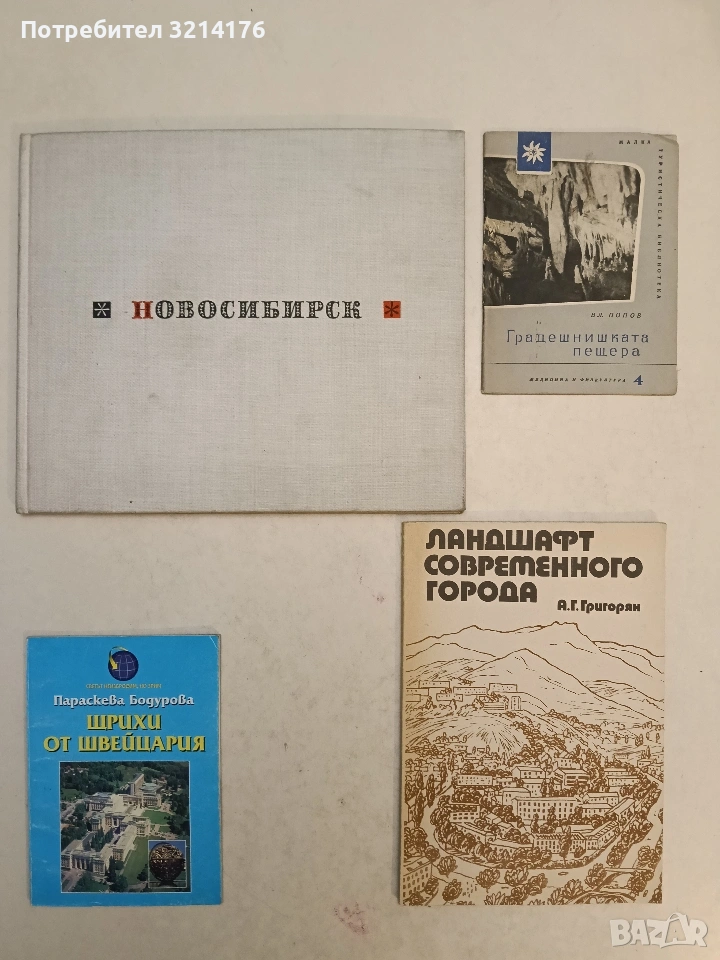 Потребител 3214176
НОВОСИБИРСК
МАЛКА
ТУРИСТИЧЕСКА БИБЛИОТЕКА
ВЛ. ПОПОВ
Градешнишката
пещера
МЕДИЦИНА И ФИЗКУЛТУРА 4
ЛАНДШАФТ
СОВРЕМЕННОГО
ГОРОДА
А.Г. Григорян
Параскева Бодурова
ЩРИХИ
ОТ ШВЕЙЦАРИЯ
BAZAR